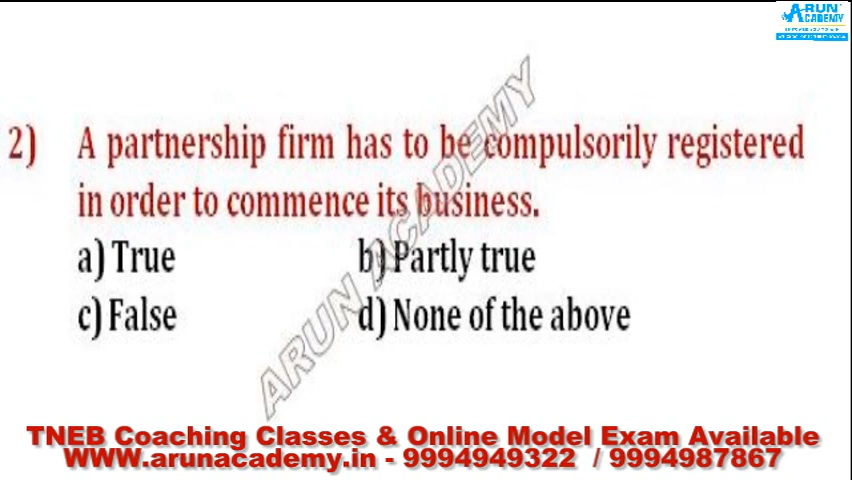 ARUN
ACADEMY
2) A partnership firm has to be compulsorily registered
in order to commence its business.
a) True b) Partly true
c) False d) None of the above
ARUN ACADEMY
TNEB Coaching Classes & Online Model Exam Available
WWW.arunacademy.in - 9994949322 / 9994987867